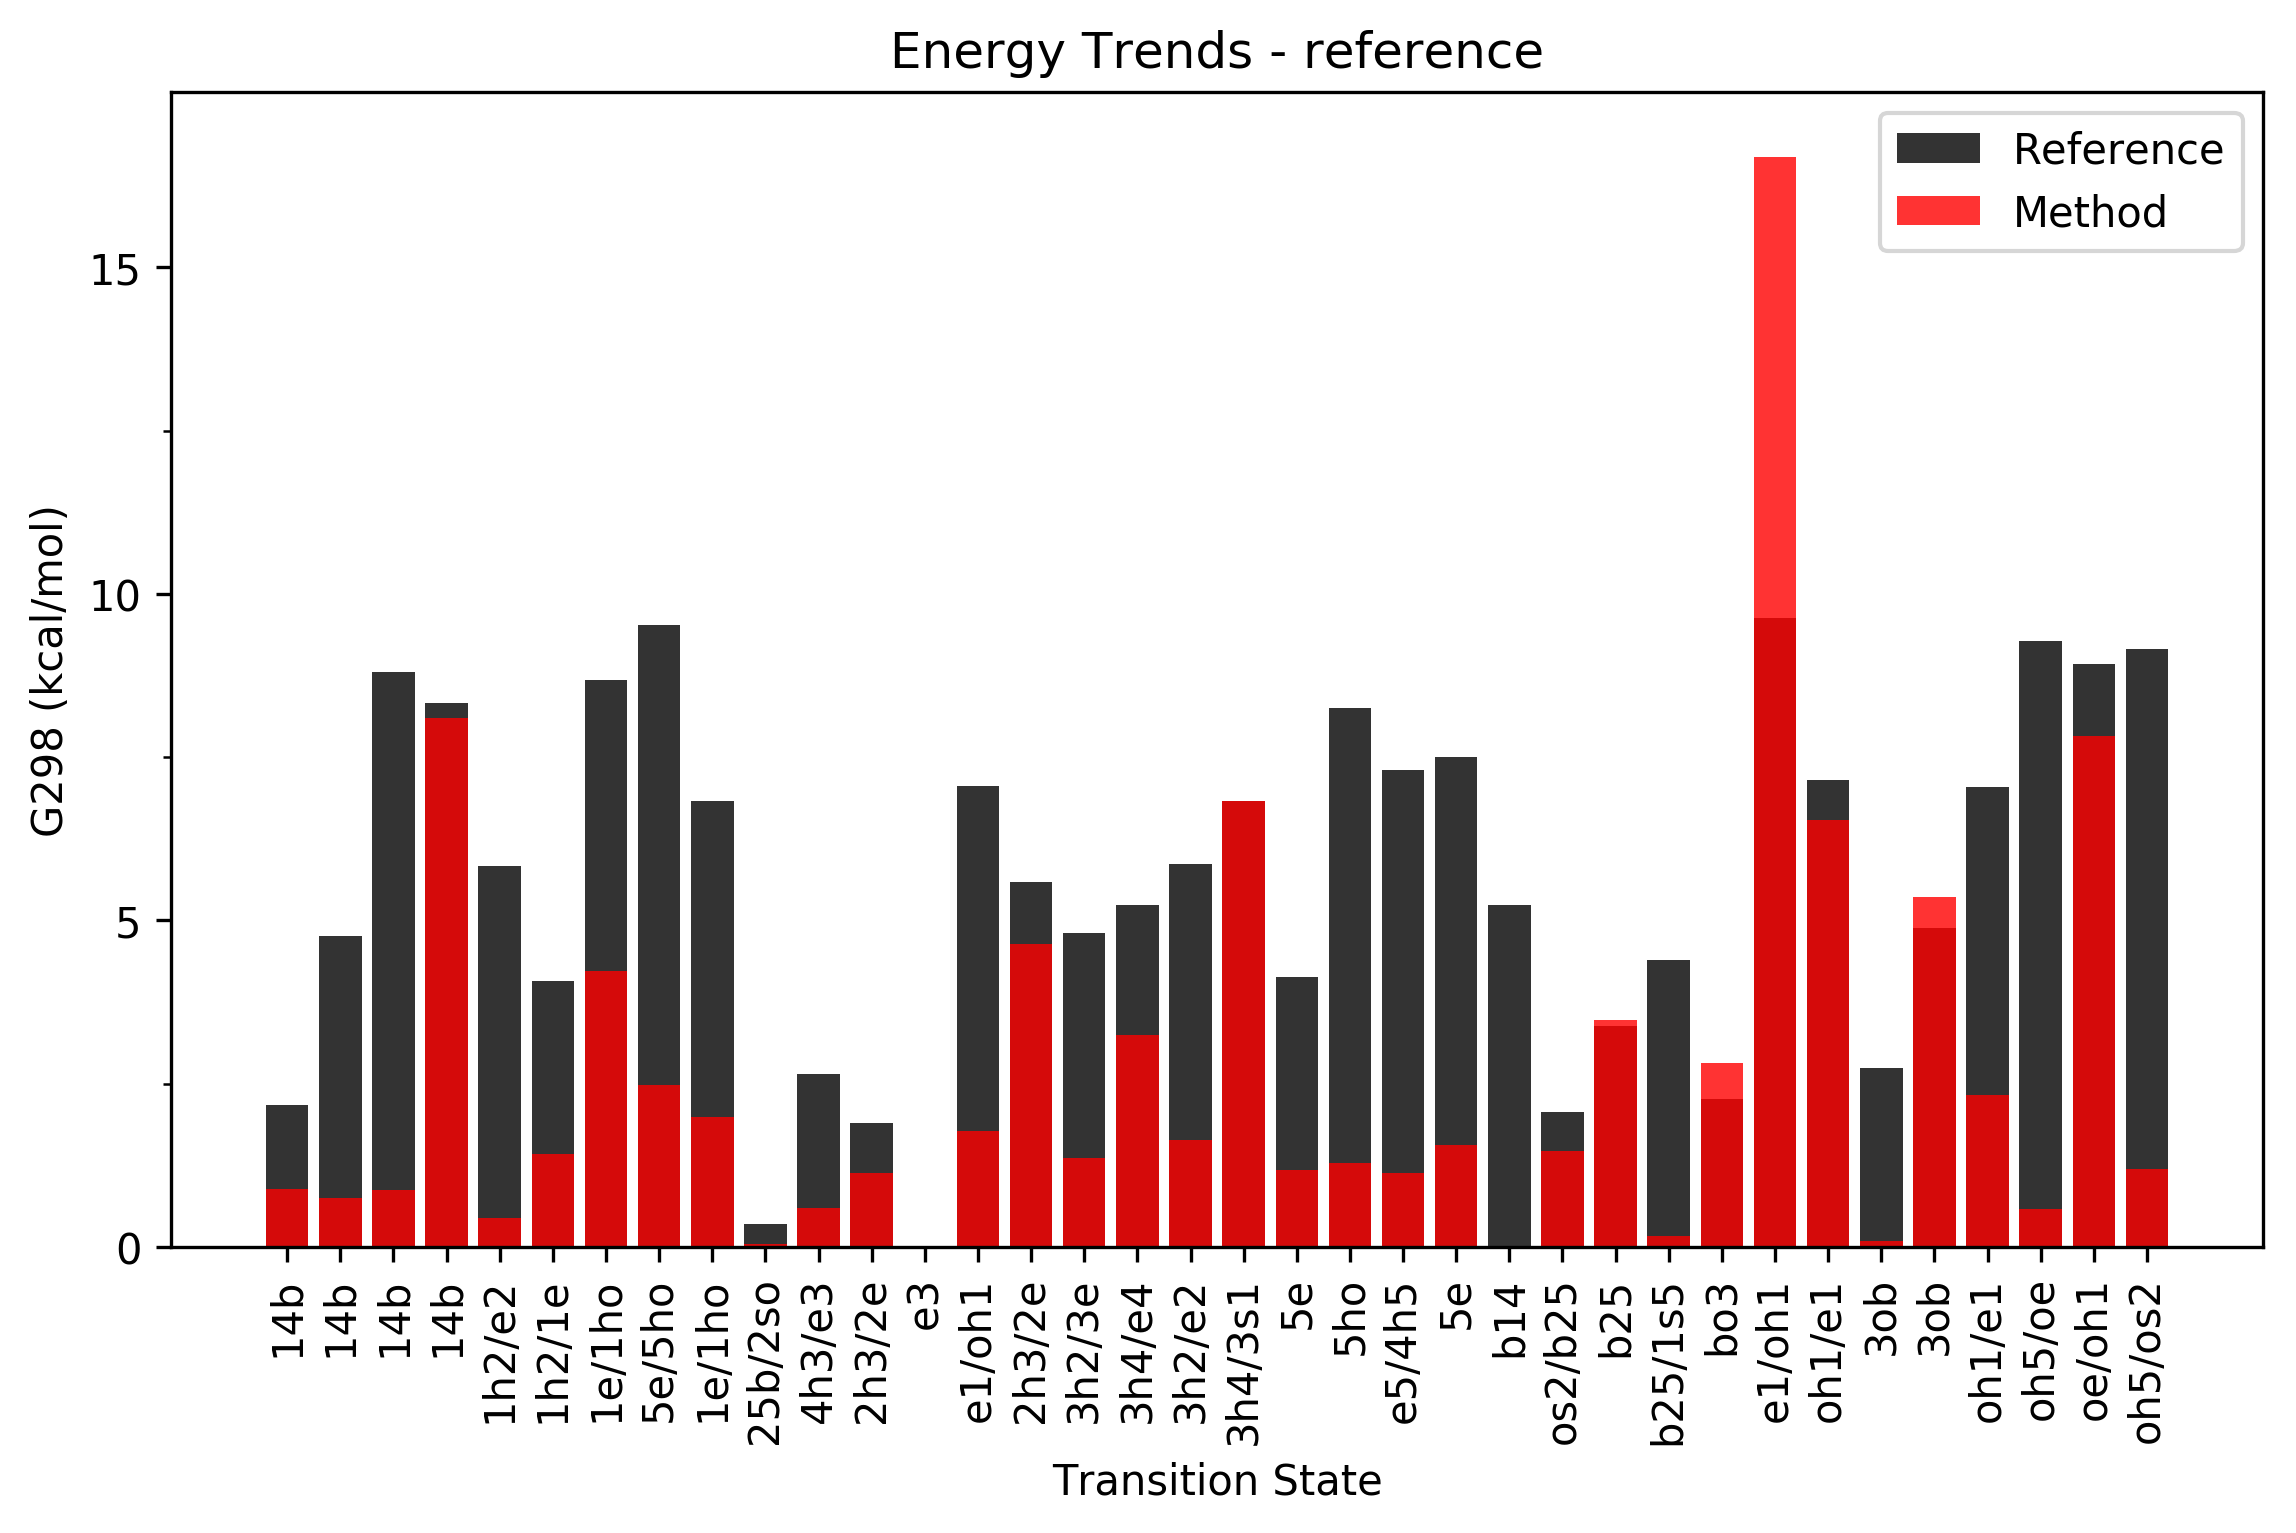 Energy Trends - reference
Reference
Method
G298 (kcal/mol)
15
10
5
0
14b
14b
14b
14b
1h2/e2
1h2/1e
1e/1ho
5e/5ho
1e/1ho
25b/2so
4h3/e3
2h3/2e
e3
e1/oh1
2h3/2e
3h2/3e
3h4/e4
3h2/e2
3h4/3s1
5e
5ho
e5/4h5
5e
b14
os2/b25
b25
b25/1s5
bo3
e1/oh1
oh1/e1
3ob
3ob
oh1/e1
oh5/oe
oe/oh1
oh5/os2
Transition State